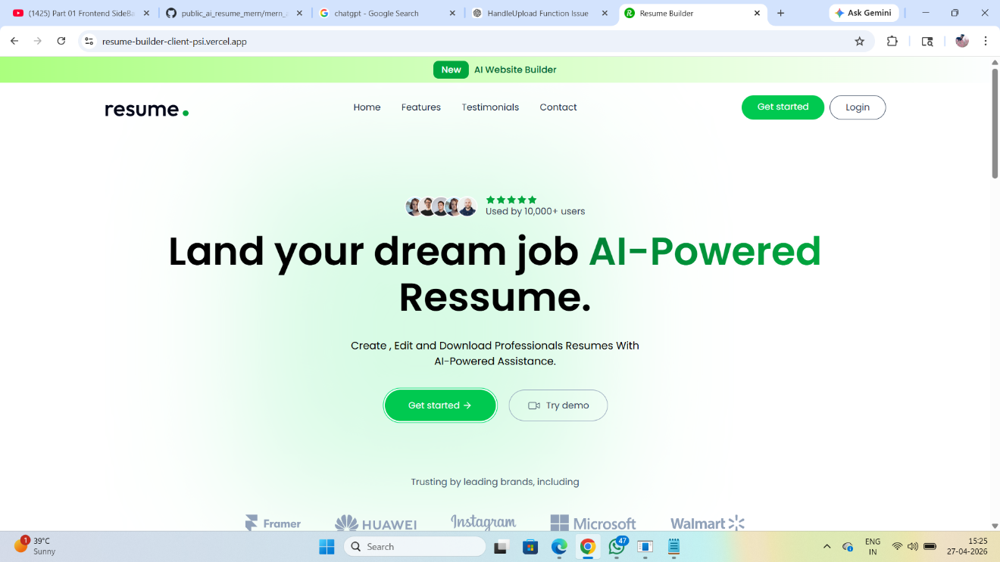 (1425) Part 01 Frontend SideBa
public_ai_resume_mern/mern_a
chatgpt - Google Search
HandleUpload Function Issue
Resume Builder
Ask Gemini
resume-builder-client-psi.vercel.app
New AI Website Builder
resume.
Home Features Testimonials Contact
Get started Login
Used by 10,000+ users
Land your dream job AI-Powered
Ressume.
Create , Edit and Download Professionals Resumes With
AI-Powered Assistance.
Get started → Try demo
Trusting by leading brands, including
Framer HUAWEI Instagram Microsoft Walmart
1
39°C
Sunny
Search
47
ENG
IN
15:25
27-04-2026